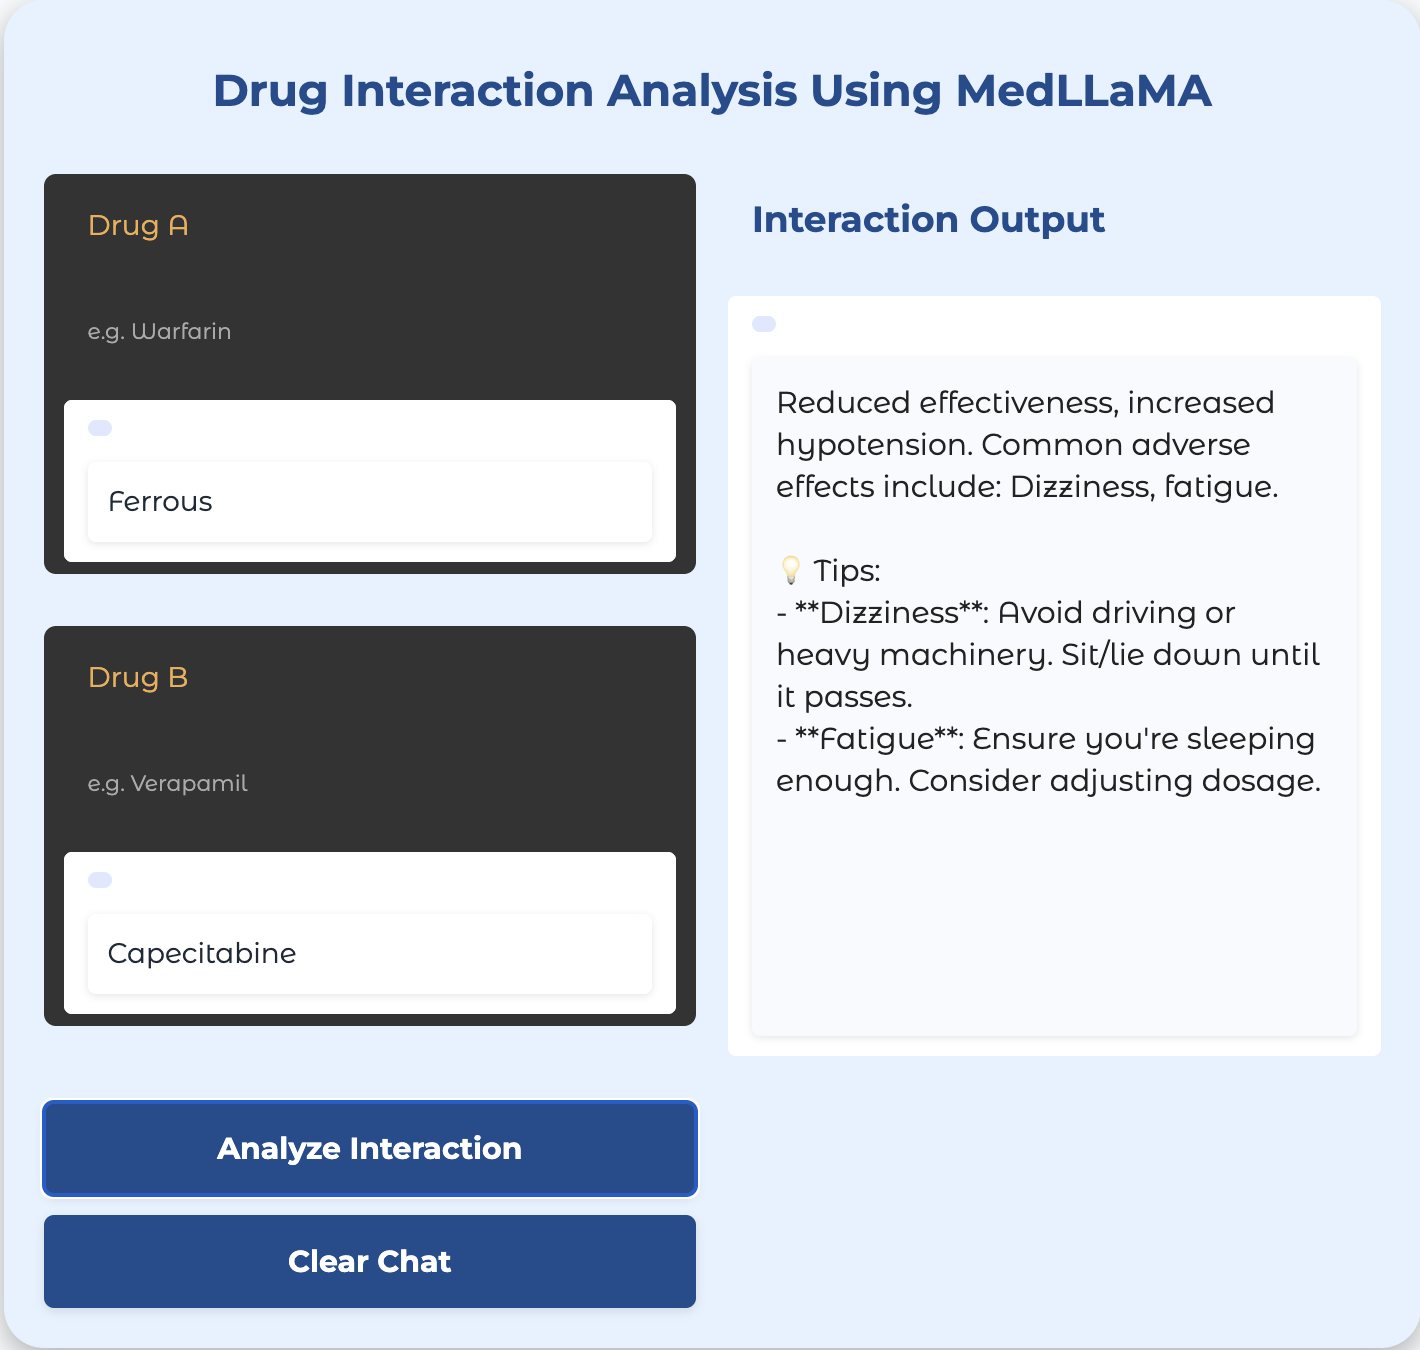 Drug Interaction Analysis Using MedLLaMA
Drug A
e.g. Warfarin
Ferrous
Drug B
e.g. Verapamil
Capecitabine
Analyze Interaction
Clear Chat
Interaction Output
Reduced effectiveness, increased
hypotension. Common adverse
effects include: Dizziness, fatigue.
💡 Tips:
- **Dizziness**: Avoid driving or
heavy machinery. Sit/lie down until
it passes.
- **Fatigue**: Ensure you're sleeping
enough. Consider adjusting dosage.